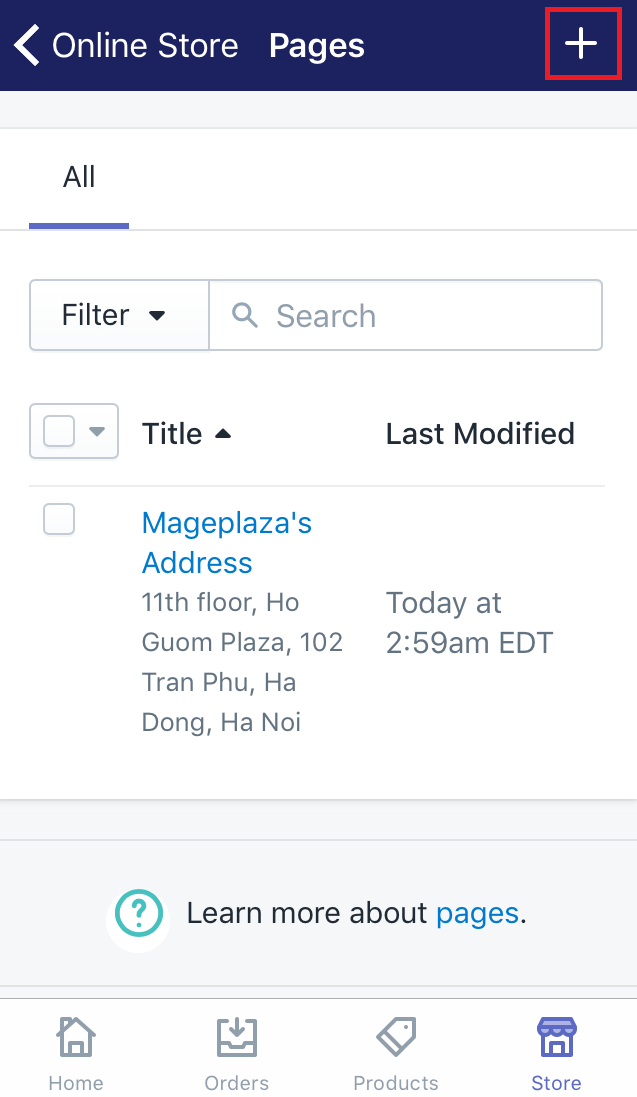 Online Store Pages
All
Filter Search
Title Last Modified
Mageplaza's
Address
11th floor, Ho
Guom Plaza, 102
Tran Phu, Ha
Dong, Ha Noi
Today at
2:59am EDT
Learn more about pages.
Home Orders Products Store